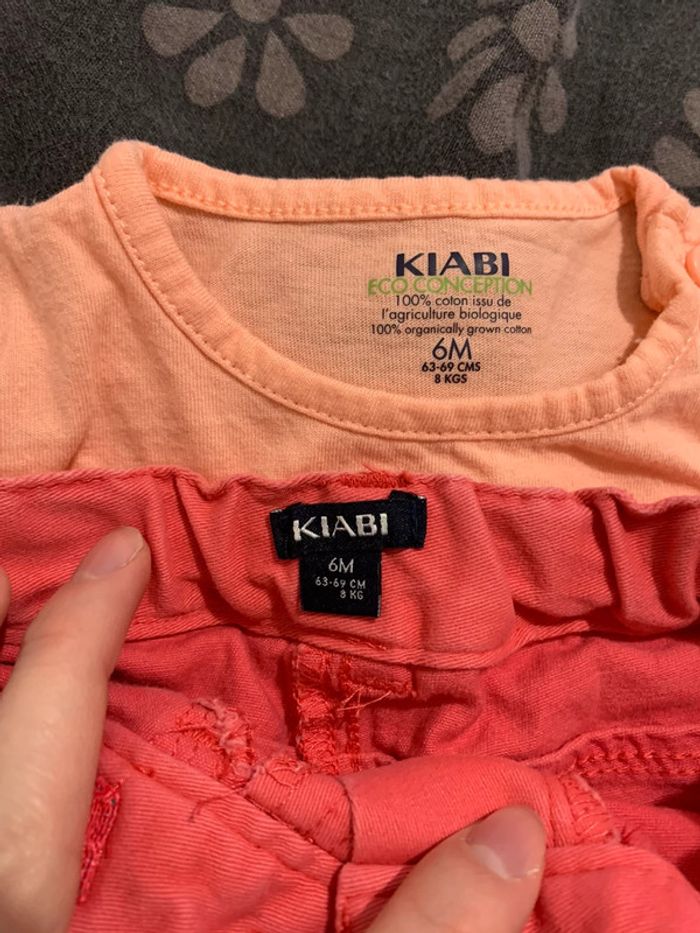 KIABI
ECO CONCEPTION
100% coton issu de
l'agriculture biologique
100% organically grown cotton
6M
63-69 CMS
8 KGS
KIABI
6M
63-69 CM
8 KG